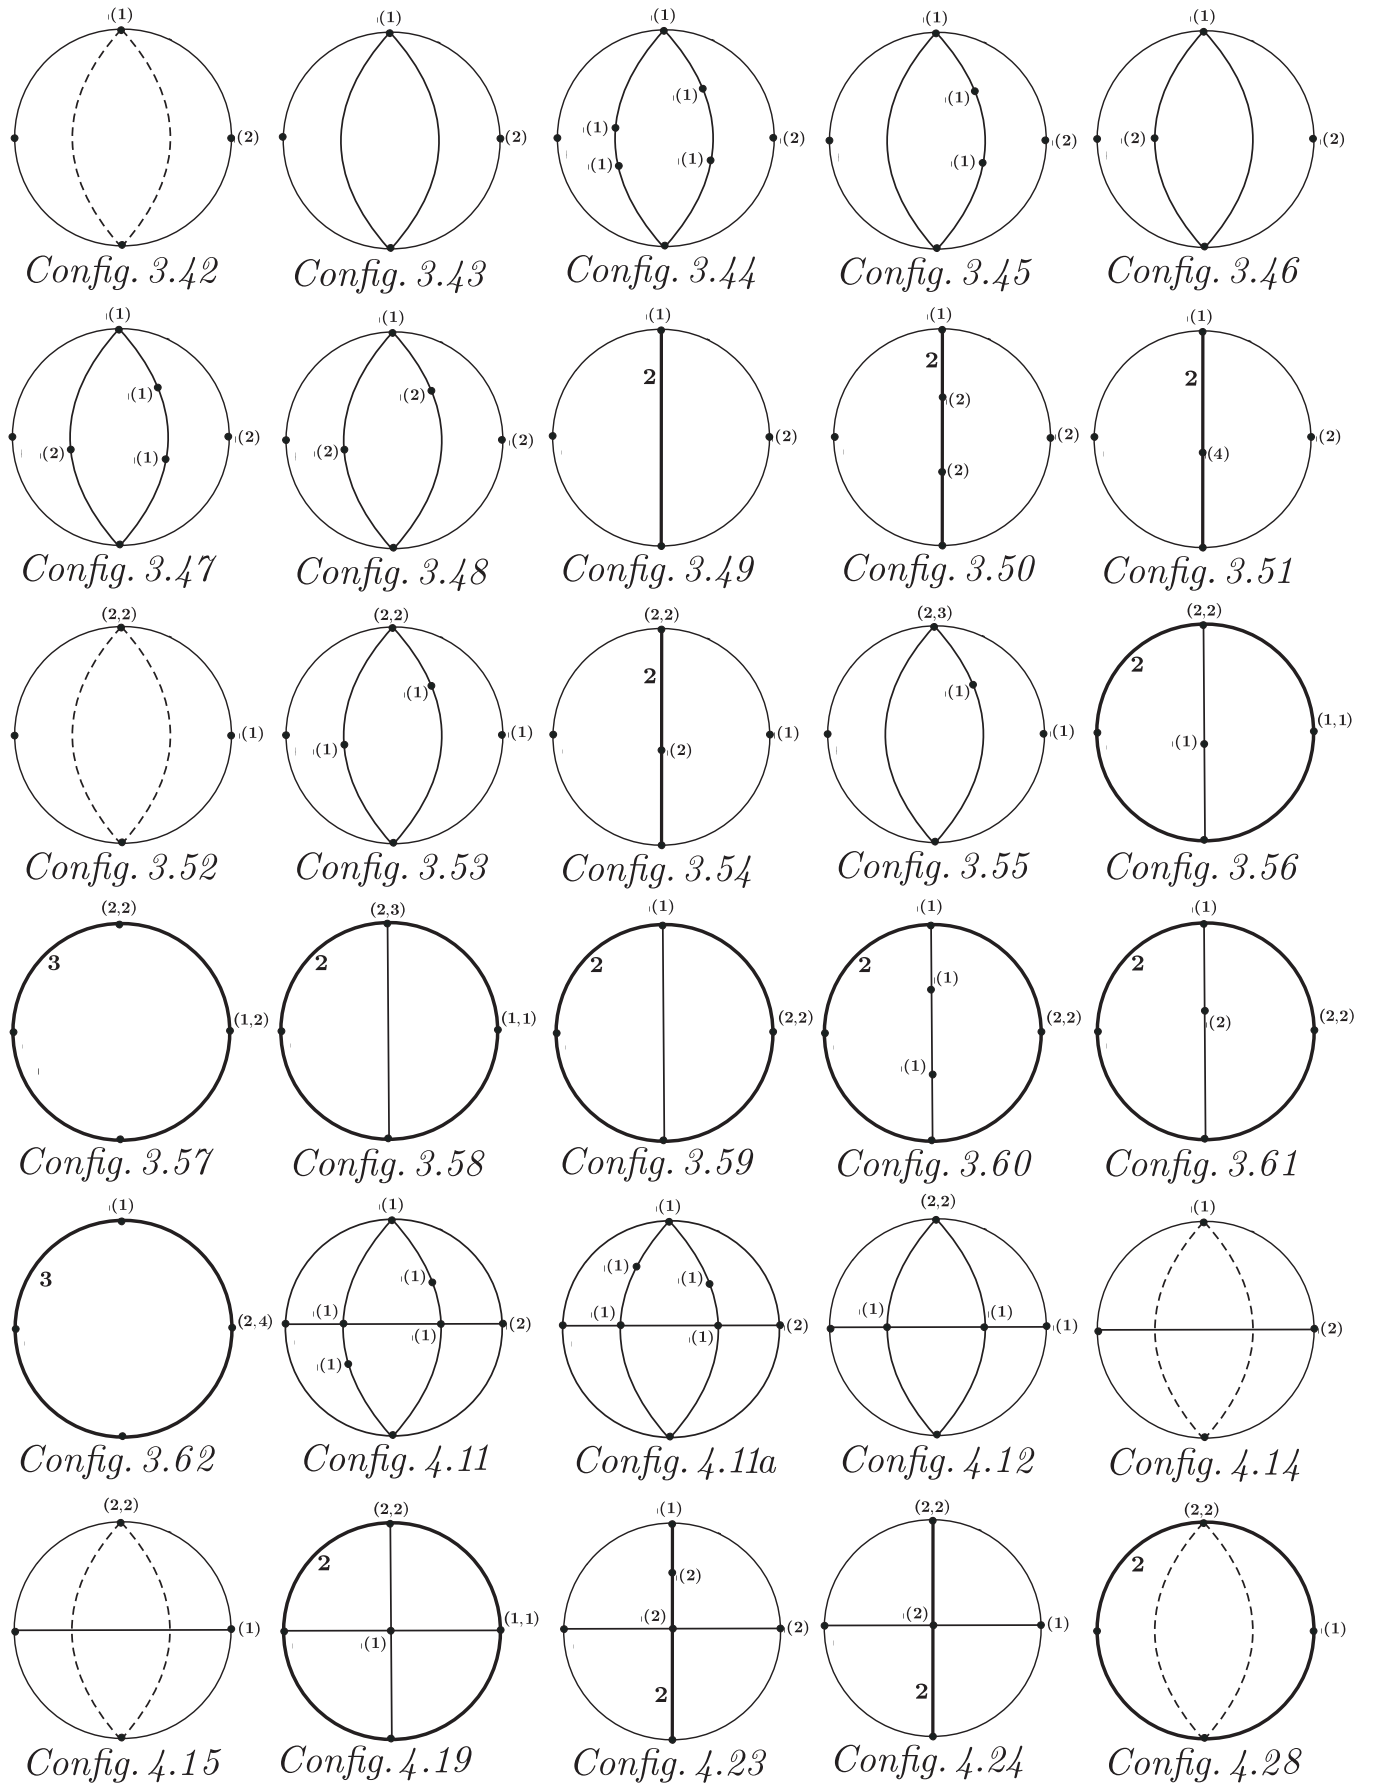 (1) (1) (1) (1) (1)
(2) (2) (1) (1) (1) (1) (2) (1) (1) (2) (2) (2)
Config. 3.42 Config. 3.43 Config. 3.44 Config. 3.45 Config. 3.46
(1) (1) (1) (1) (1)
(1) (2) (1) (2) (2) (2) (2) 2 (2) 2 (2) (2) (2) 2 (4) (2)
Config. 3.47 Config. 3.48 Config. 3.49 Config. 3.50 Config. 3.51
(2,2) (2,2) (2,2) (2,3) (2,2)
(1) (1) (1) (1) 2 (2) (1) (1) (1) 2 (1) (1,1)
Config. 3.52 Config. 3.53 Config. 3.54 Config. 3.55 Config. 3.56
(2,2) (2,3) (1) (1) (1)
3 (1,2) 2 (1,1) 2 (2,2) 2 (1) (1) (2,2) 2 (2) (2,2)
Config. 3.57 Config. 3.58 Config. 3.59 Config. 3.60 Config. 3.61
(1) (1) (1) (2,2) (1)
3 (2,4) (1) (1) (1) (1) (2) (1) (1) (1) (1) (2) (1) (1) (1) (2)
Config. 3.62 Config. 4.11 Config. 4.11a Config. 4.12 Config. 4.14
(2,2) (2,2) (1) (2,2) (2,2)
(1) 2 (1) (1,1) (2) (2) (2) 2 (2) (1) 2 2 (1)
Config. 4.15 Config. 4.19 Config. 4.23 Config. 4.24 Config. 4.28